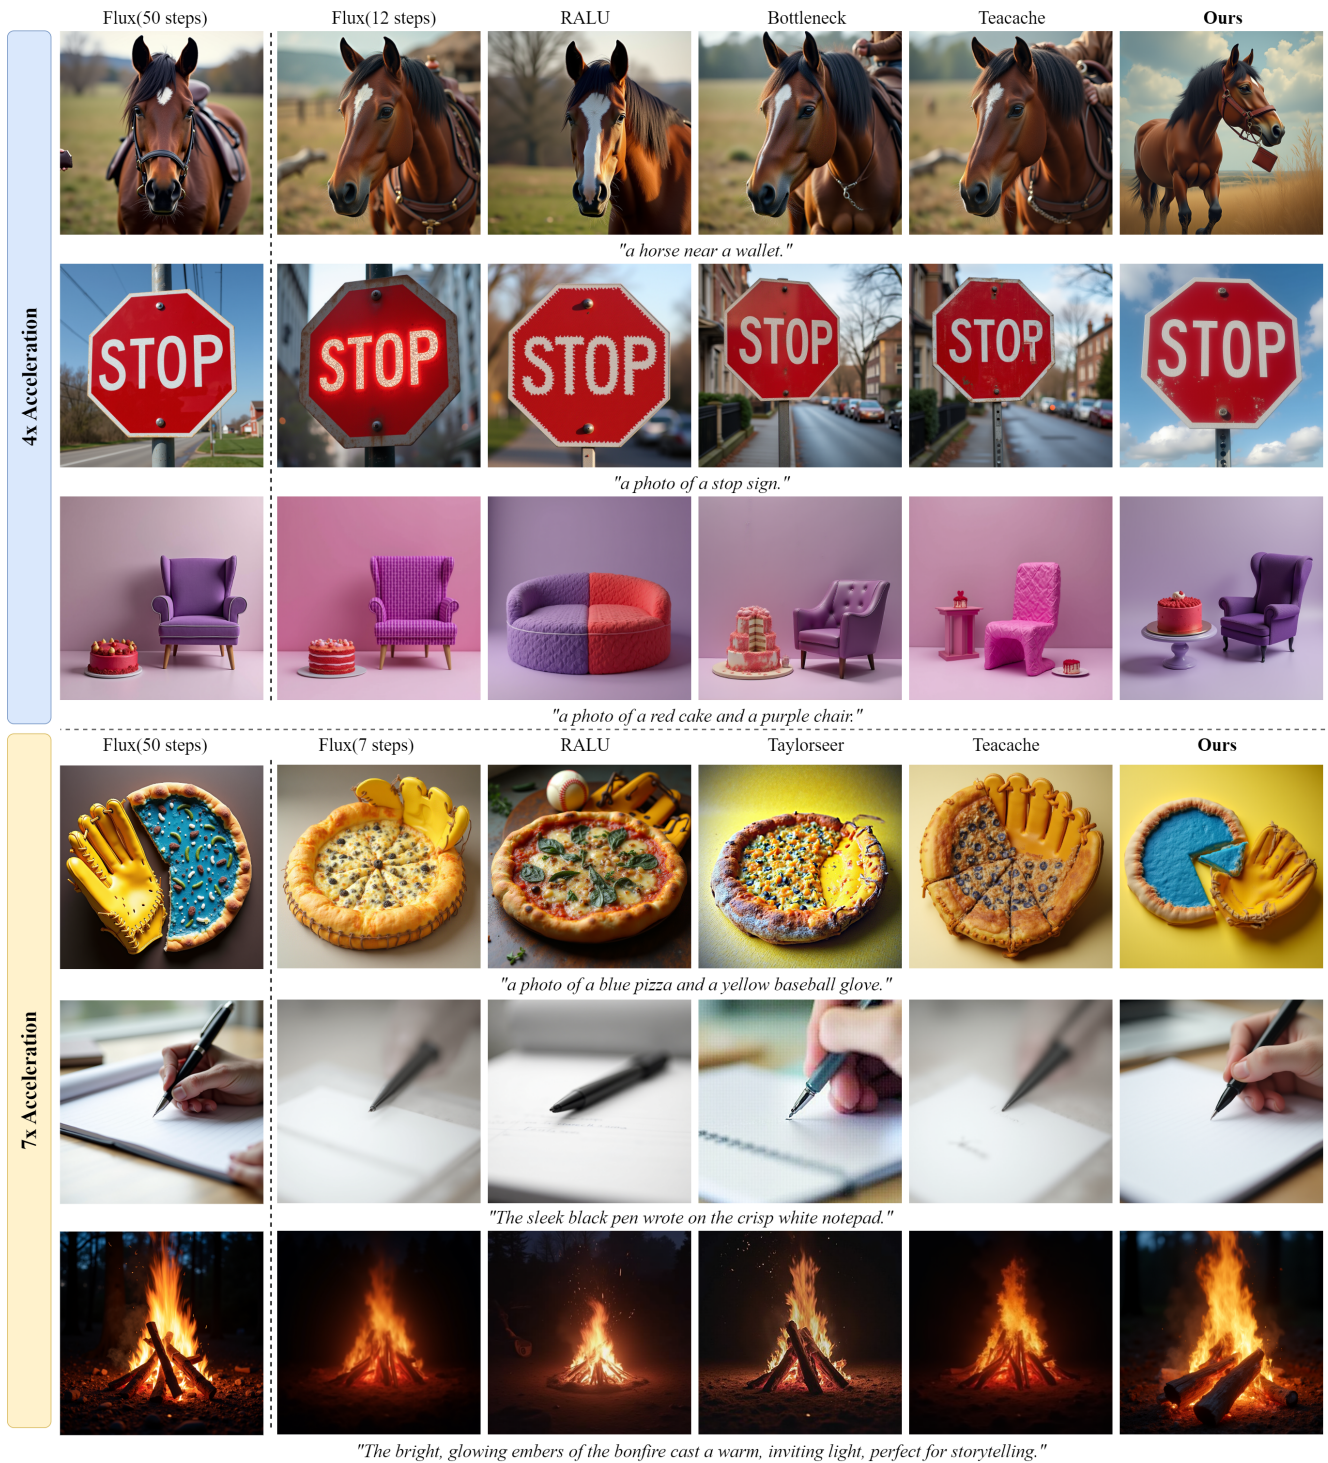 Flux(50 steps) Flux(12 steps) RALU Bottleneck Teacache Ours
4x Acceleration
"a horse near a wallet."
STOP STOP STOP STOP STOP STOP
"a photo of a stop sign."
"a photo of a red cake and a purple chair."
Flux(50 steps) Flux(7 steps) RALU Taylorseer Teacache Ours
7x Acceleration
"a photo of a blue pizza and a yellow baseball glove."
"The sleek black pen wrote on the crisp white notepad."
"The bright, glowing embers of the bonfire cast a warm, inviting light, perfect for storytelling."